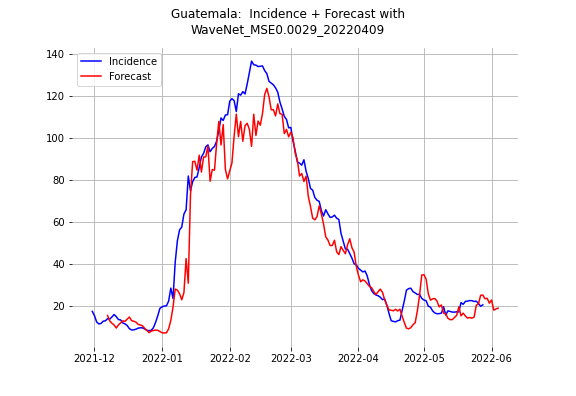 Guatemala:  Incidence + Forecast with
WaveNet_MSE0.0029_20220409
Incidence
Forecast
140
120
100
80
60
40
20
2021-12 2022-01 2022-02 2022-03 2022-04 2022-05 2022-06